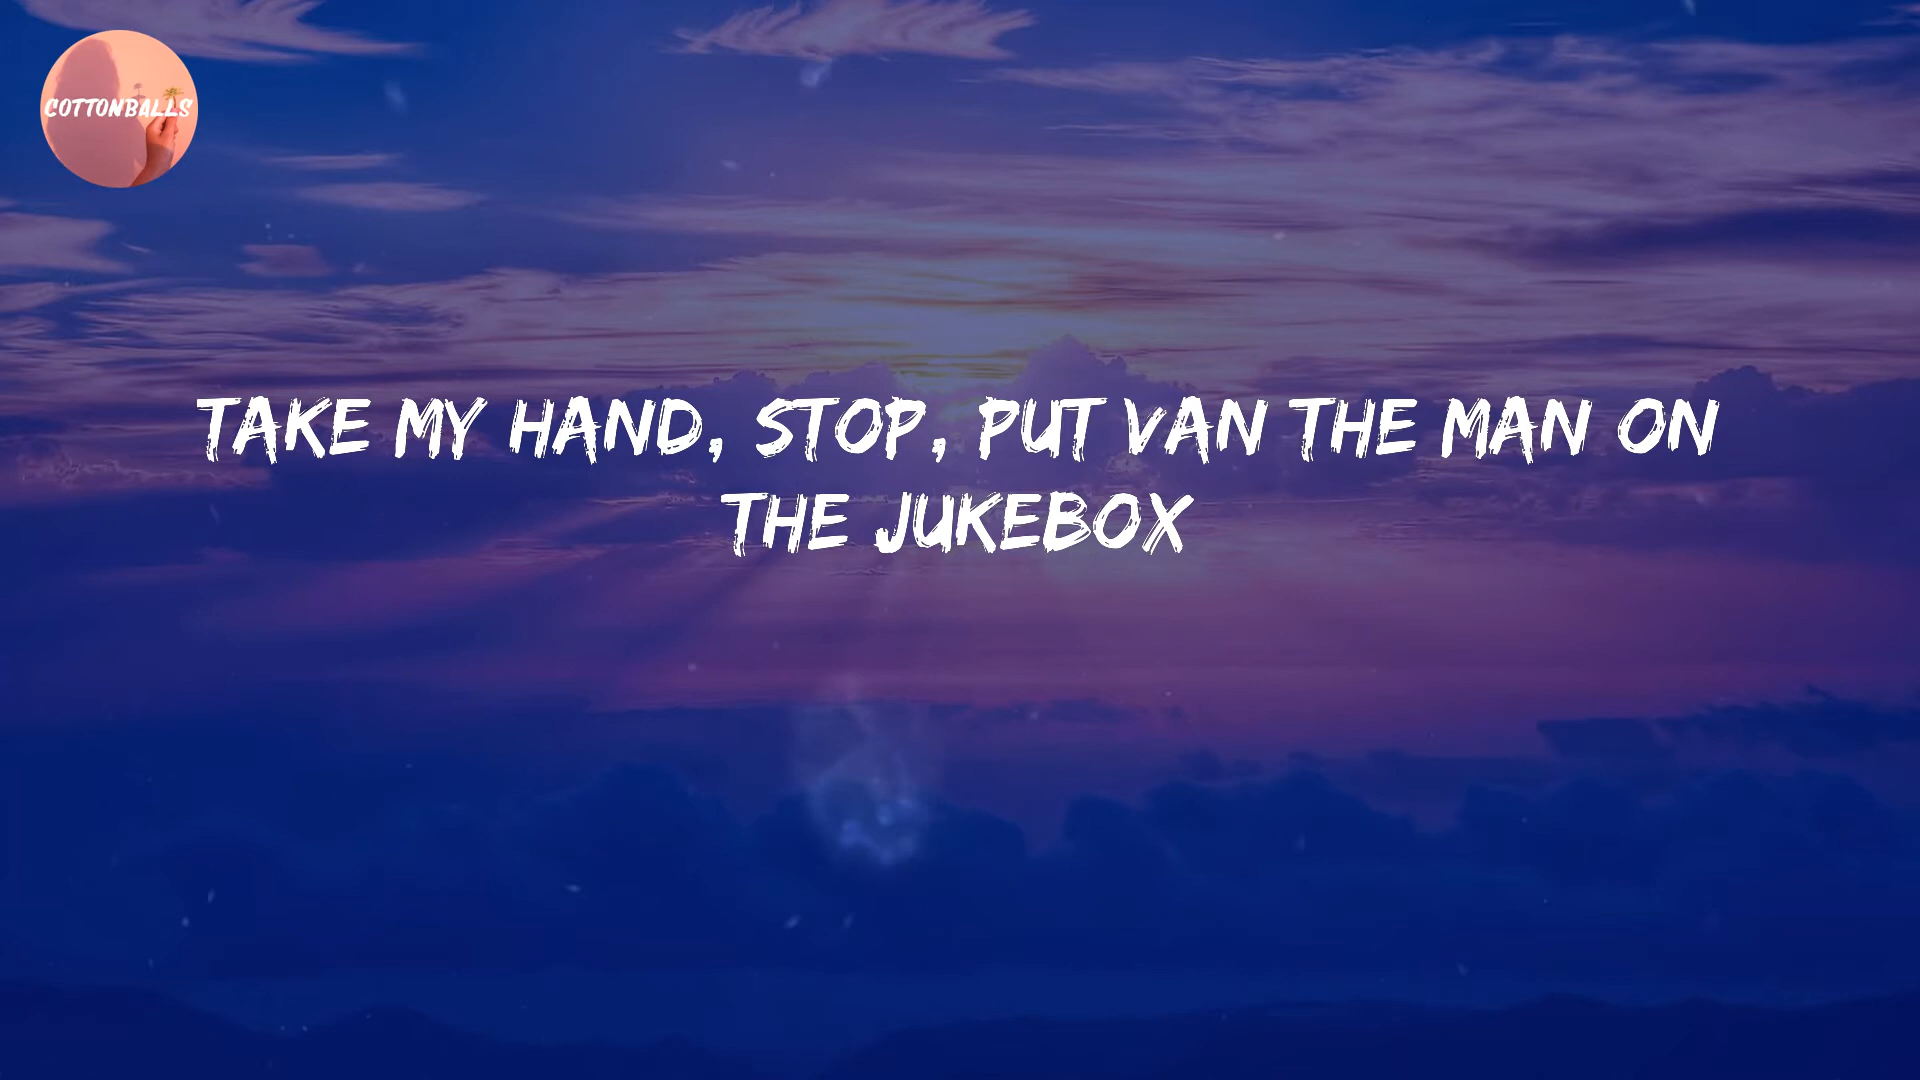 COTTONBALLS
TAKE MY HAND, STOP, PUT VAN THE MAN ON
THE JUKEBOX